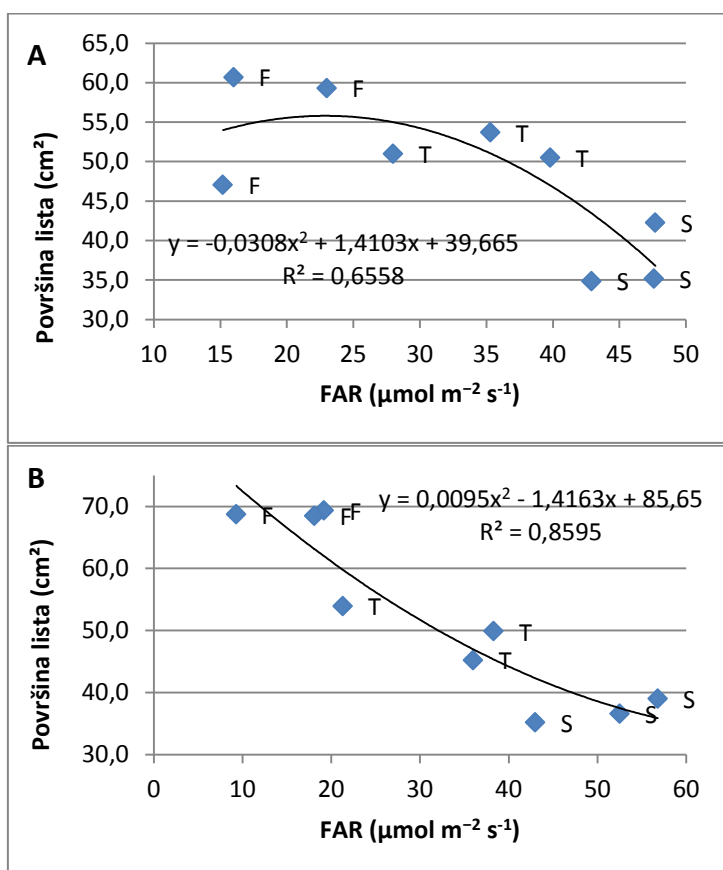 A
65,0
60,0
55,0
50,0
45,0
40,0
35,0
30,0
Površina lista (cm²)
F
F
F
T
T
T
S
S
S
y = -0,0308x² + 1,4103x + 39,665
R² = 0,6558
10 15 20 25 30 35 40 45 50
FAR (µmol m⁻² s⁻¹)
B
70,0
60,0
50,0
40,0
30,0
Površina lista (cm²)
y = 0,0095x² - 1,4163x + 85,65
R² = 0,8595
F
F
F
T
T
T
S
S
S
0 10 20 30 40 50 60
FAR (µmol m⁻² s⁻¹)